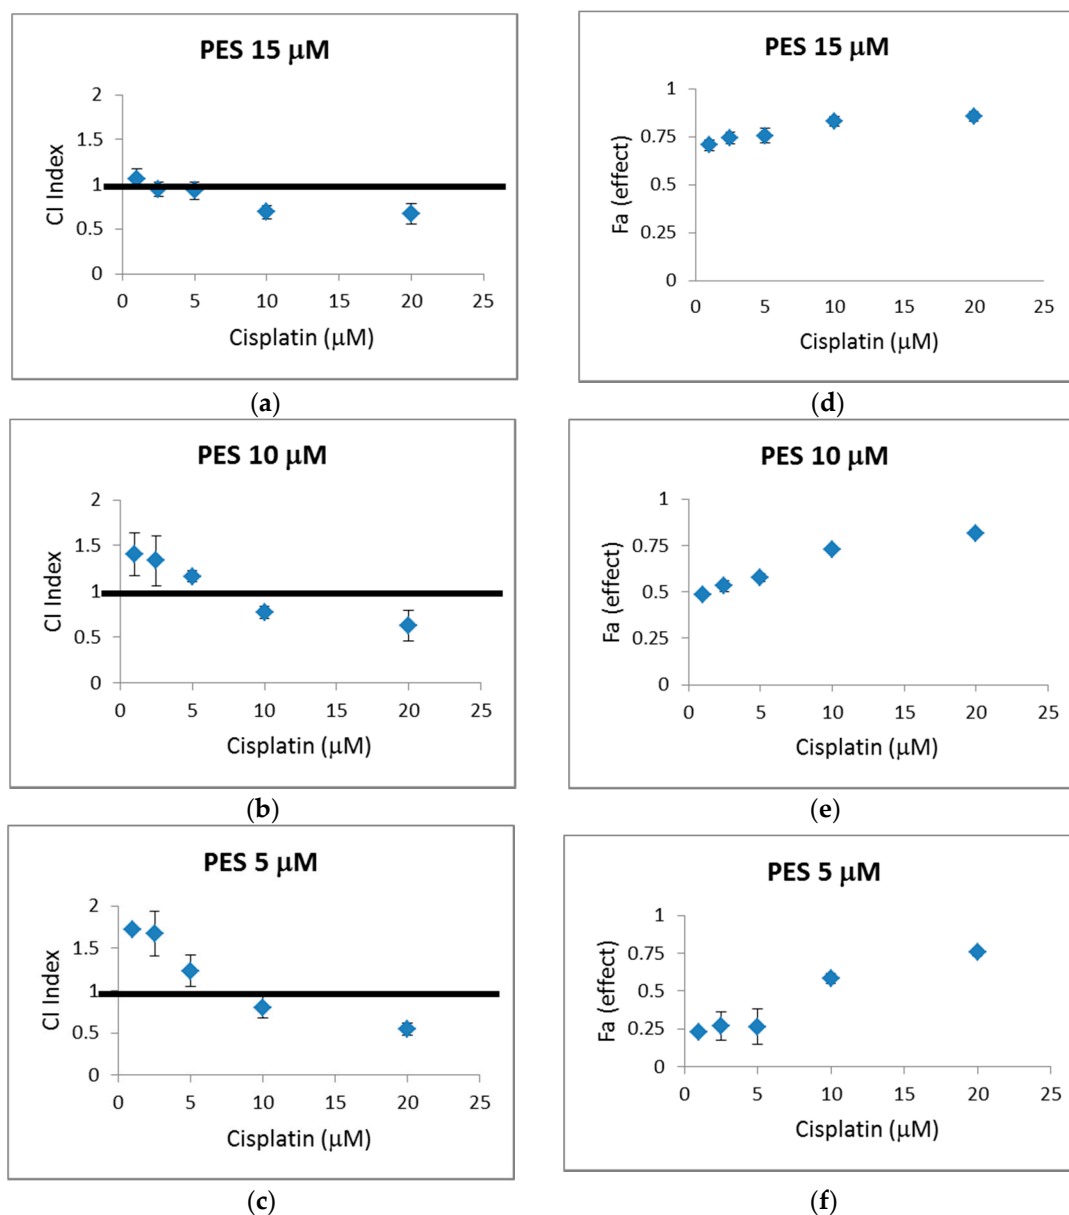 PES 15 μM
2
1.5
1
0.5
0
CI Index
0 5 10 15 20 25
Cisplatin (μM)
(a)
PES 15 μM
1
0.75
0.5
0.25
0
Fa (effect)
0 5 10 15 20 25
Cisplatin (μM)
(d)
PES 10 μM
2
1.5
1
0.5
0
CI Index
0 5 10 15 20 25
Cisplatin (μM)
(b)
PES 10 μM
1
0.75
0.5
0.25
0
Fa (effect)
0 5 10 15 20 25
Cisplatin (μM)
(e)
PES 5 μM
2
1.5
1
0.5
0
CI Index
0 5 10 15 20 25
Cisplatin (μM)
(c)
PES 5 μM
1
0.75
0.5
0.25
0
Fa (effect)
0 5 10 15 20 25
Cisplatin (μM)
(f)